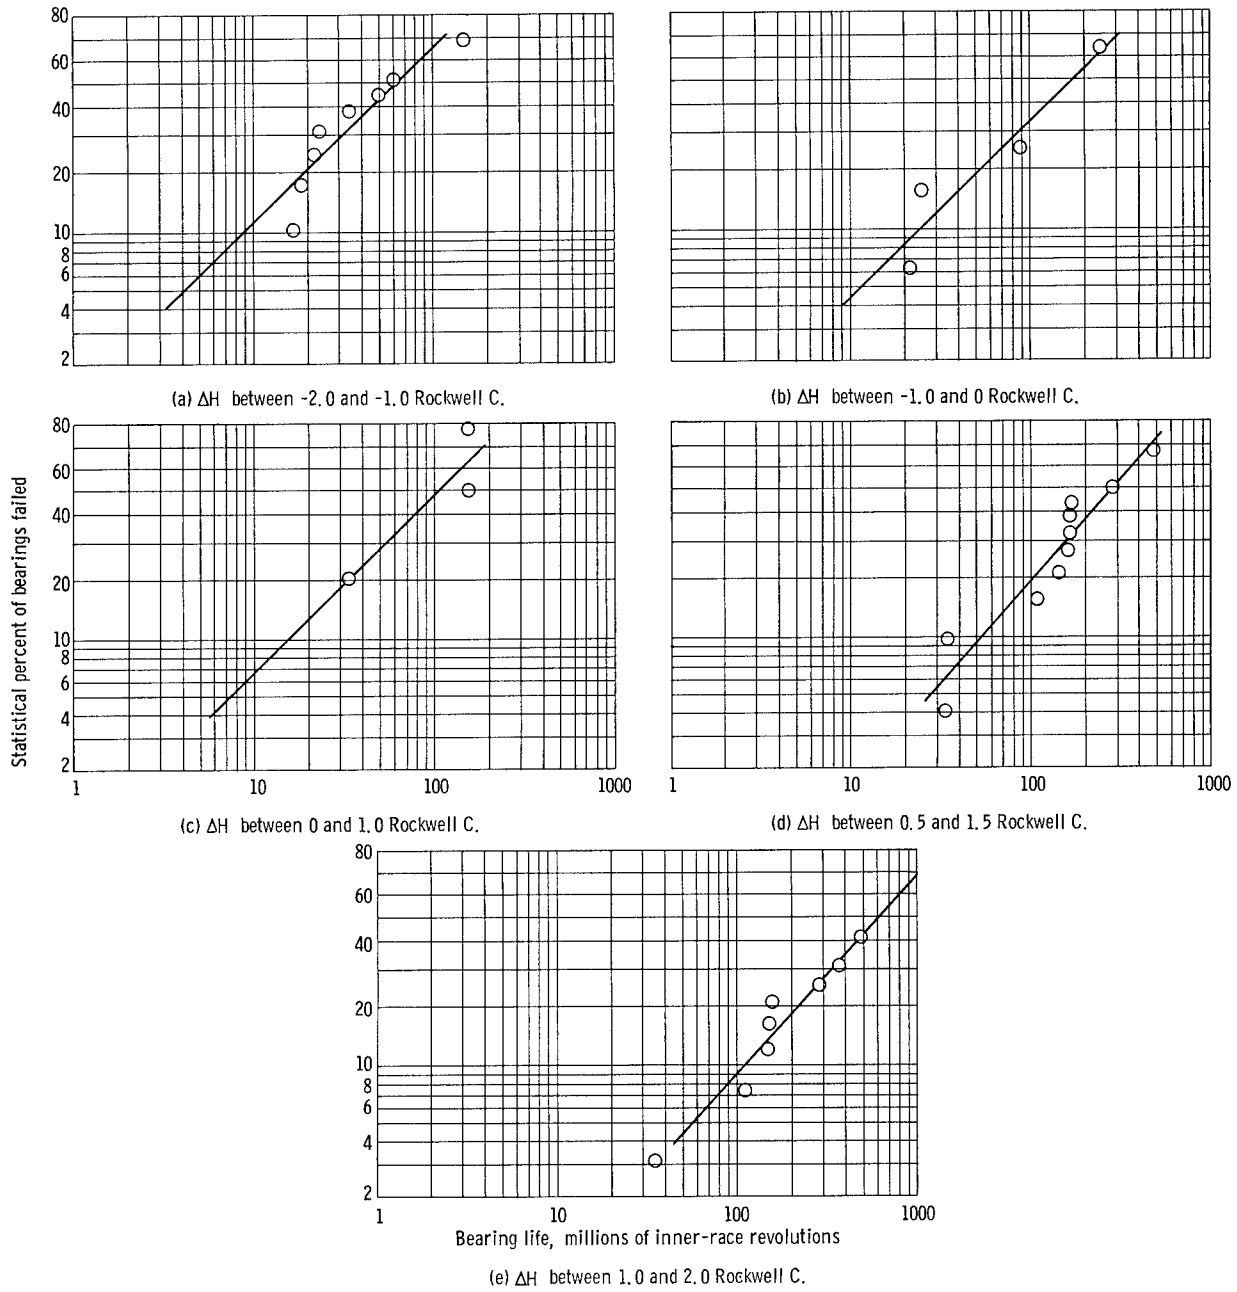 80
60
40
20
10
8
6
4
2
(a) ΔH between -2.0 and -1.0 Rockwell C.
(b) ΔH between -1.0 and 0 Rockwell C.
Statistical percent of bearings failed
80
60
40
20
10
8
6
4
2
1 10 100 1000
1 10 100 1000
(c) ΔH between 0 and 1.0 Rockwell C.
(d) ΔH between 0.5 and 1.5 Rockwell C.
80
60
40
20
10
8
6
4
2
1 10 100 1000
Bearing life, millions of inner-race revolutions
(e) ΔH between 1.0 and 2.0 Rockwell C.